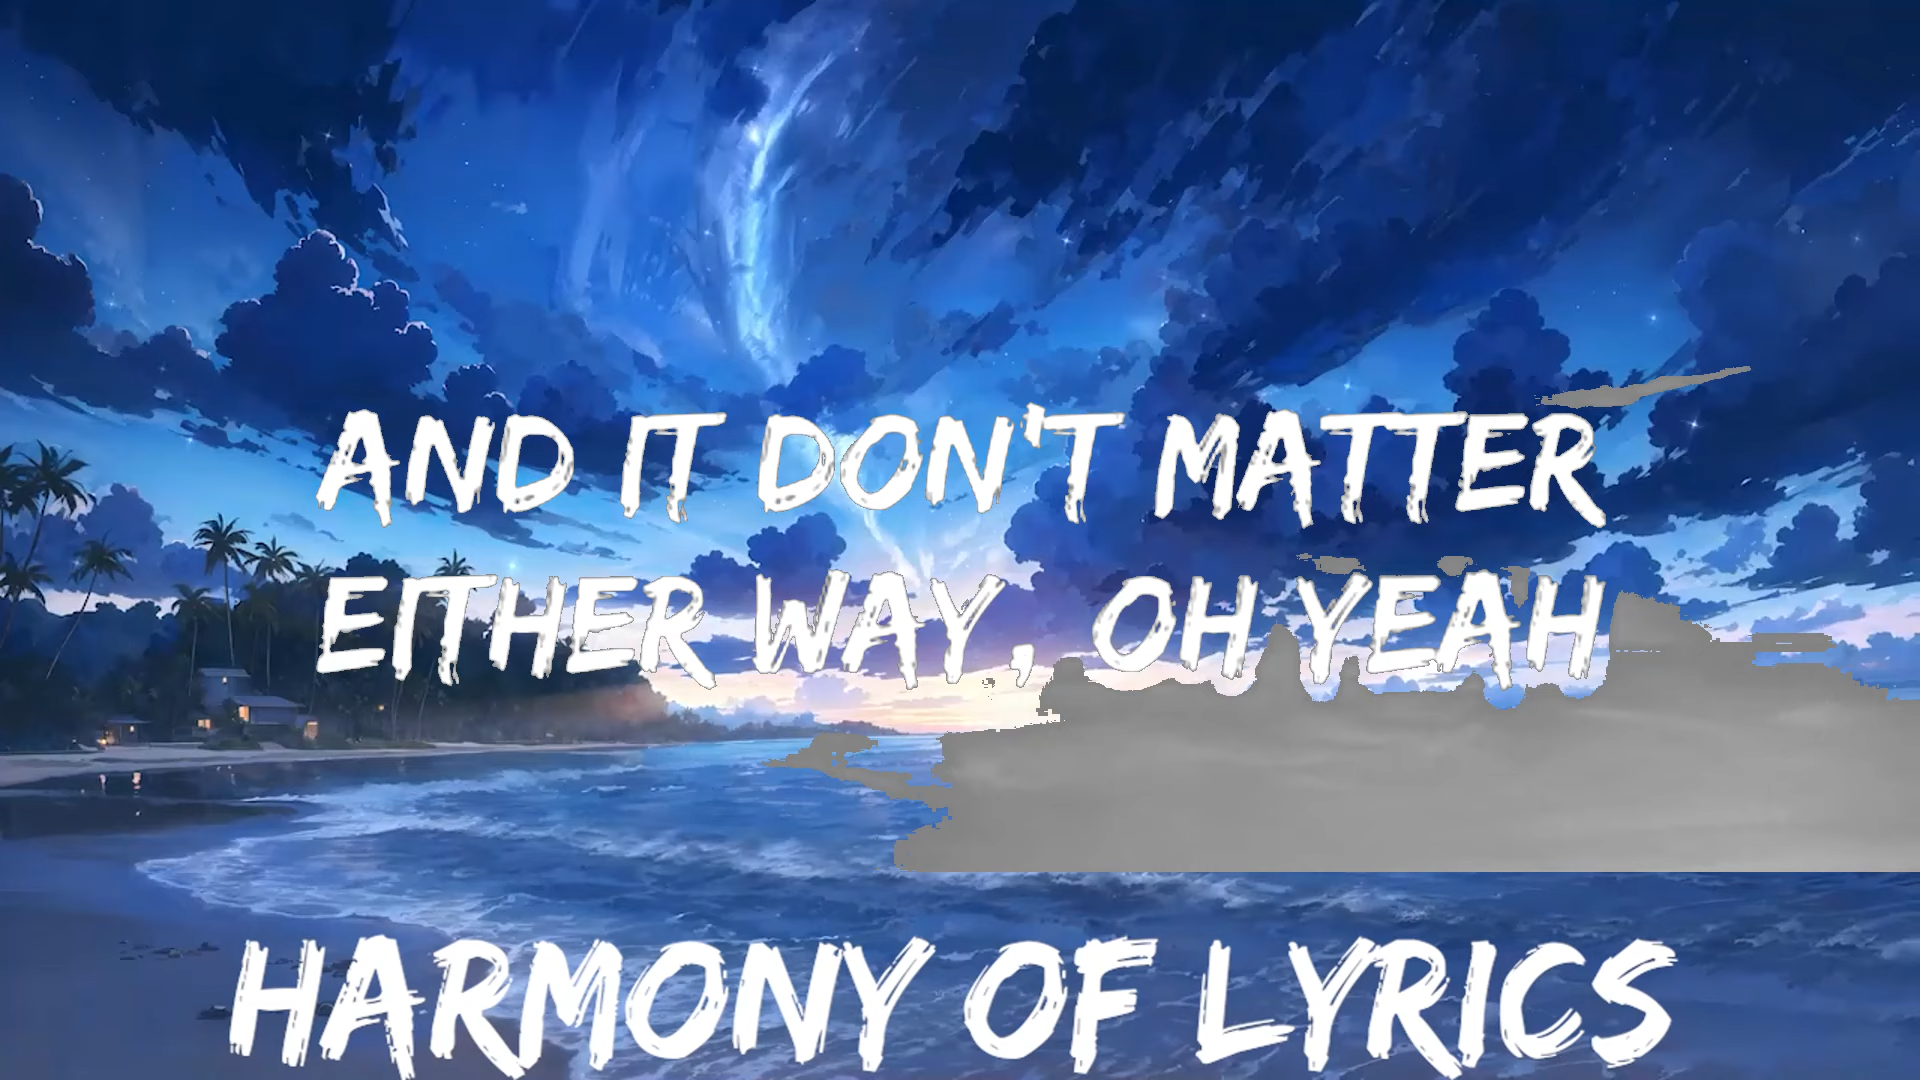 AND IT DON'T MATTER
EITHER WAY, OH YEAH
HARMONY OF LYRICS